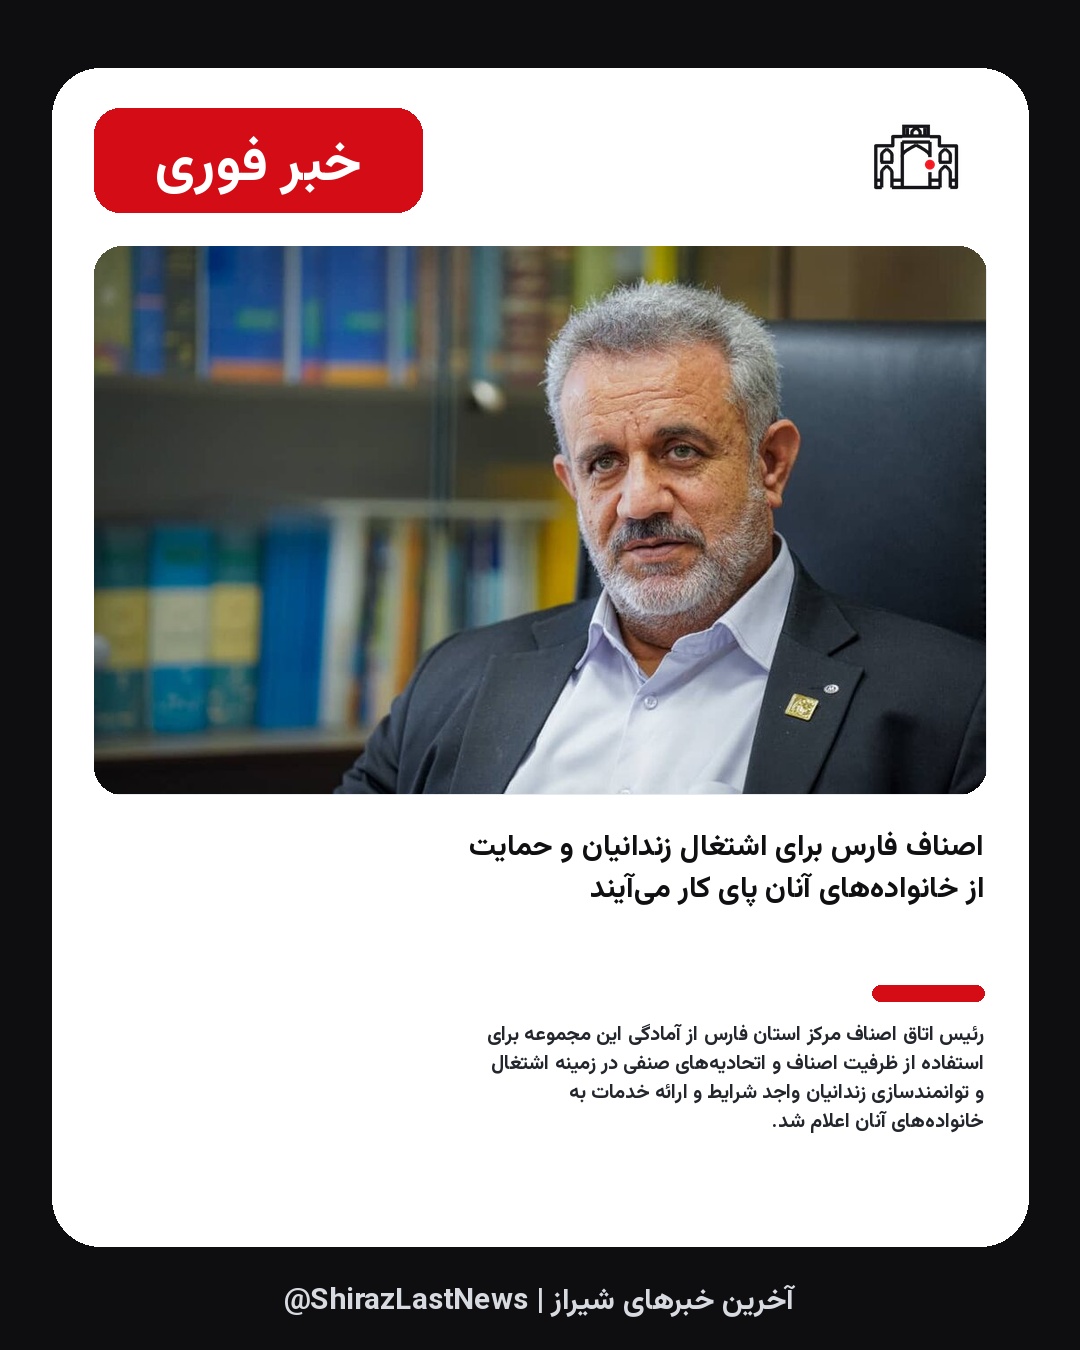 خبر فوری
اصناف فارس برای اشتغال زندانیان و حمایت
از خانواده‌های آنان پای کار می‌آیند
رئیس اتاق اصناف مرکز استان فارس از آمادگی این مجموعه برای
استفاده از ظرفیت اصناف و اتحادیه‌های صنفی در زمینه اشتغال
و توانمندسازی زندانیان واجد شرایط و ارائه خدمات به
خانواده‌های آنان اعلام شد.
آخرین خبرهای شیراز | @ShirazLastNews